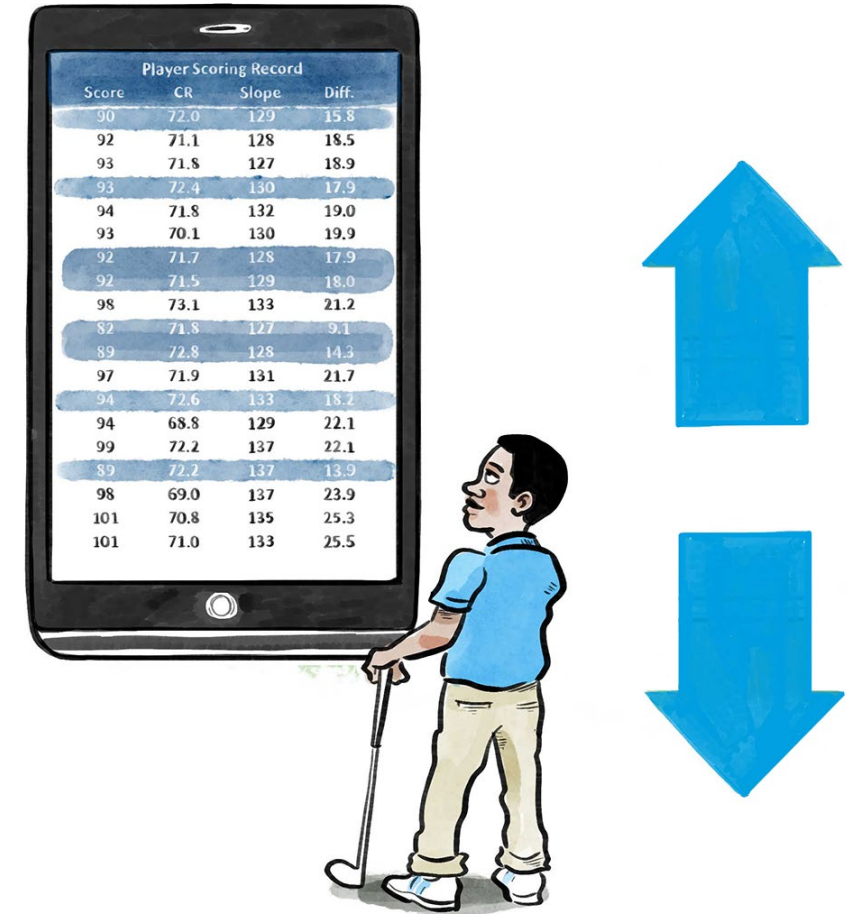 Player Scoring Record
Score CR Slope Diff.
90 72.0 129 15.8
92 71.1 128 18.5
93 71.8 127 18.9
93 72.4 130 17.9
94 71.8 132 19.0
93 70.1 130 19.9
92 71.7 128 17.9
92 71.5 129 18.0
98 73.1 133 21.2
82 71.8 127 9.1
89 72.8 128 14.3
97 71.9 131 21.7
94 72.6 133 18.2
94 68.8 129 22.1
99 72.2 137 22.1
89 72.2 137 13.9
98 69.0 137 23.9
101 70.8 135 25.3
101 71.0 133 25.5